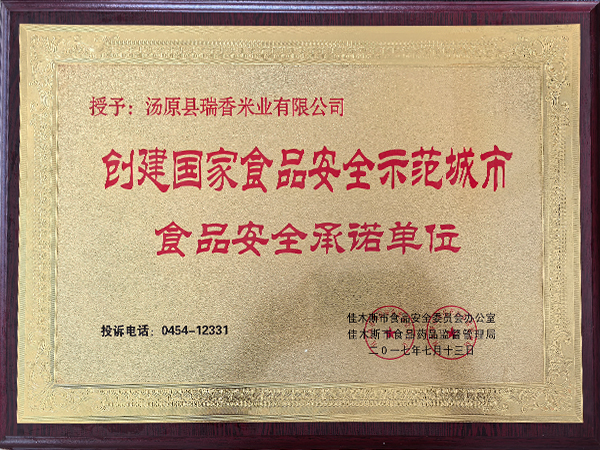 授予：汤原县瑞香米业有限公司
创建国家食品安全示范城市
食品安全承诺单位
佳木斯市食品安全委员会办公室
投诉电话：0454-12331
佳木斯市食品药品监督管理局
二〇一七年七月十三日